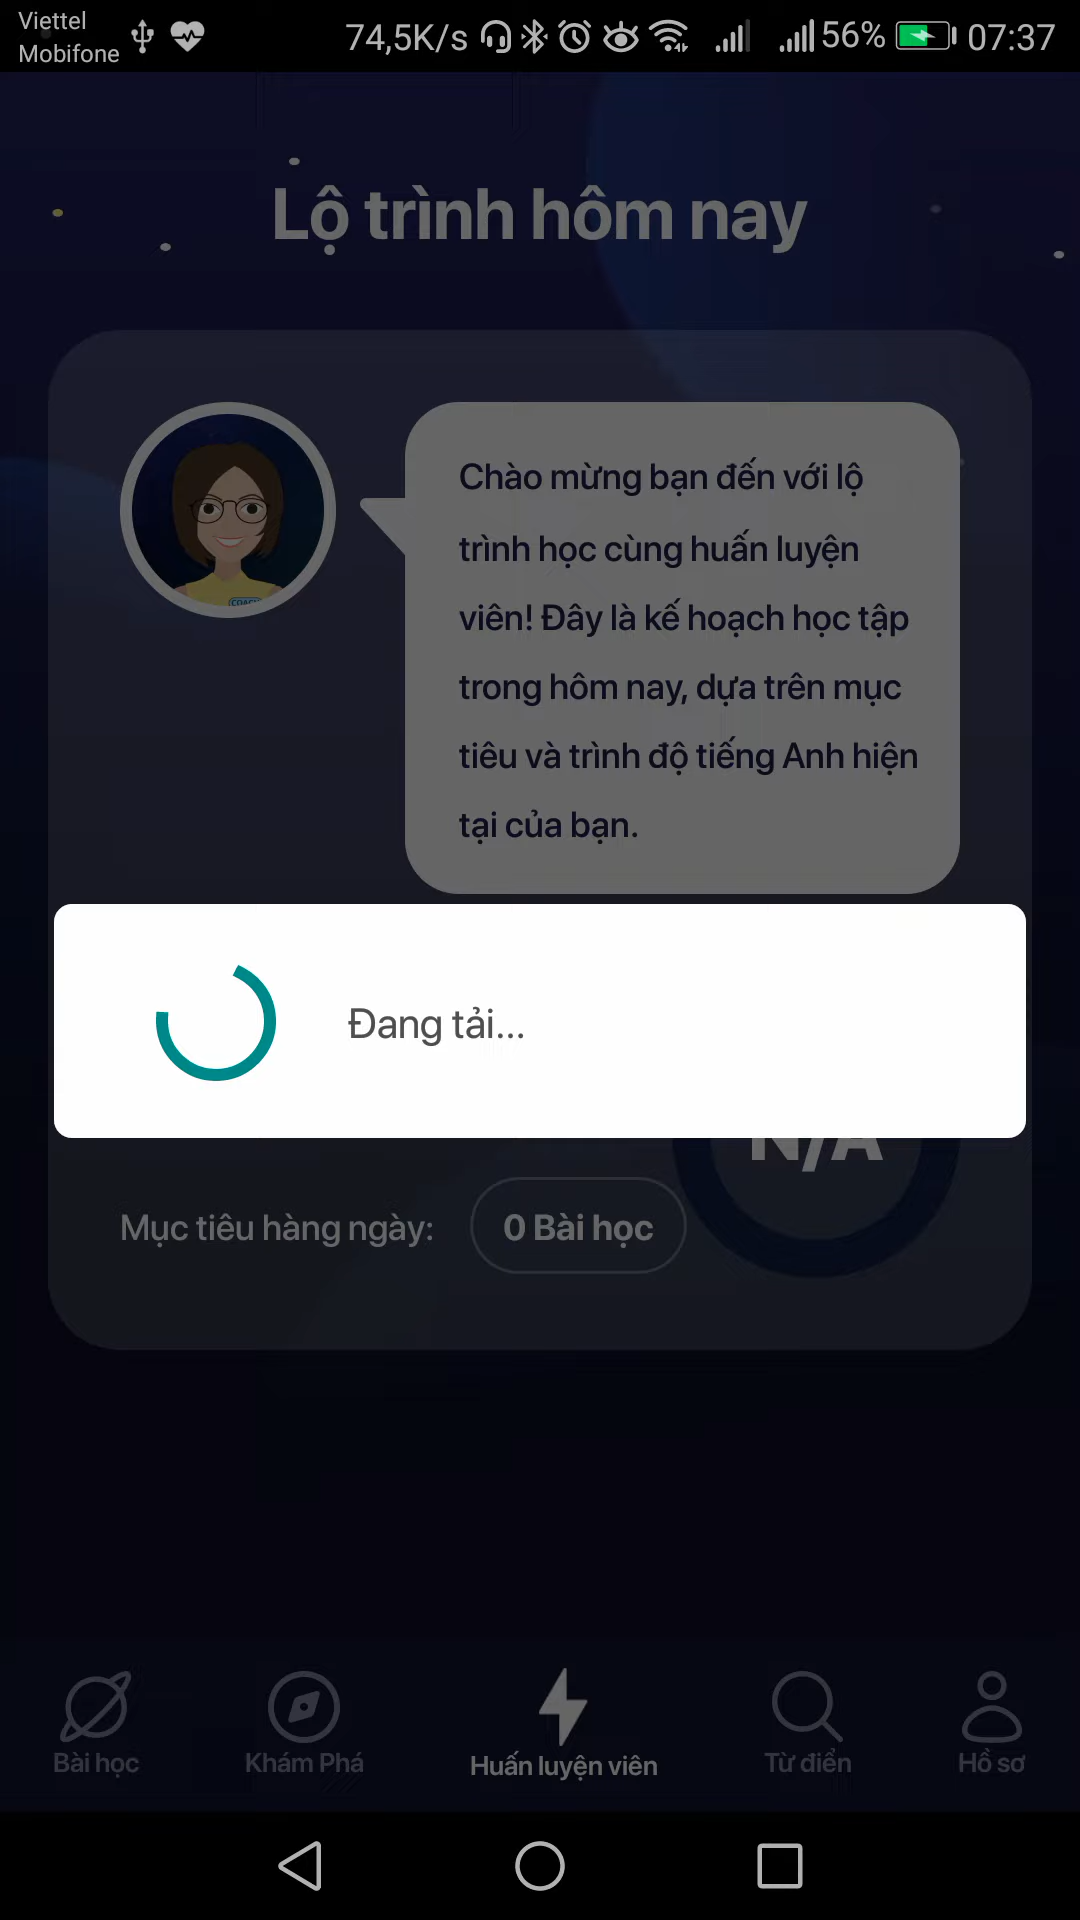 Viettel
Mobifone
74,5K/s
56%
07:37
Lộ trình hôm nay
COACH
Chào mừng bạn đến với lộ
trình học cùng huấn luyện
viên! Đây là kế hoạch học tập
trong hôm nay, dựa trên mục
tiêu và trình độ tiếng Anh hiện
tại của bạn.
Đang tải...
N/A
Mục tiêu hàng ngày:
0 Bài học
Bài học
Khám Phá
Huấn luyện viên
Từ điển
Hồ sơ